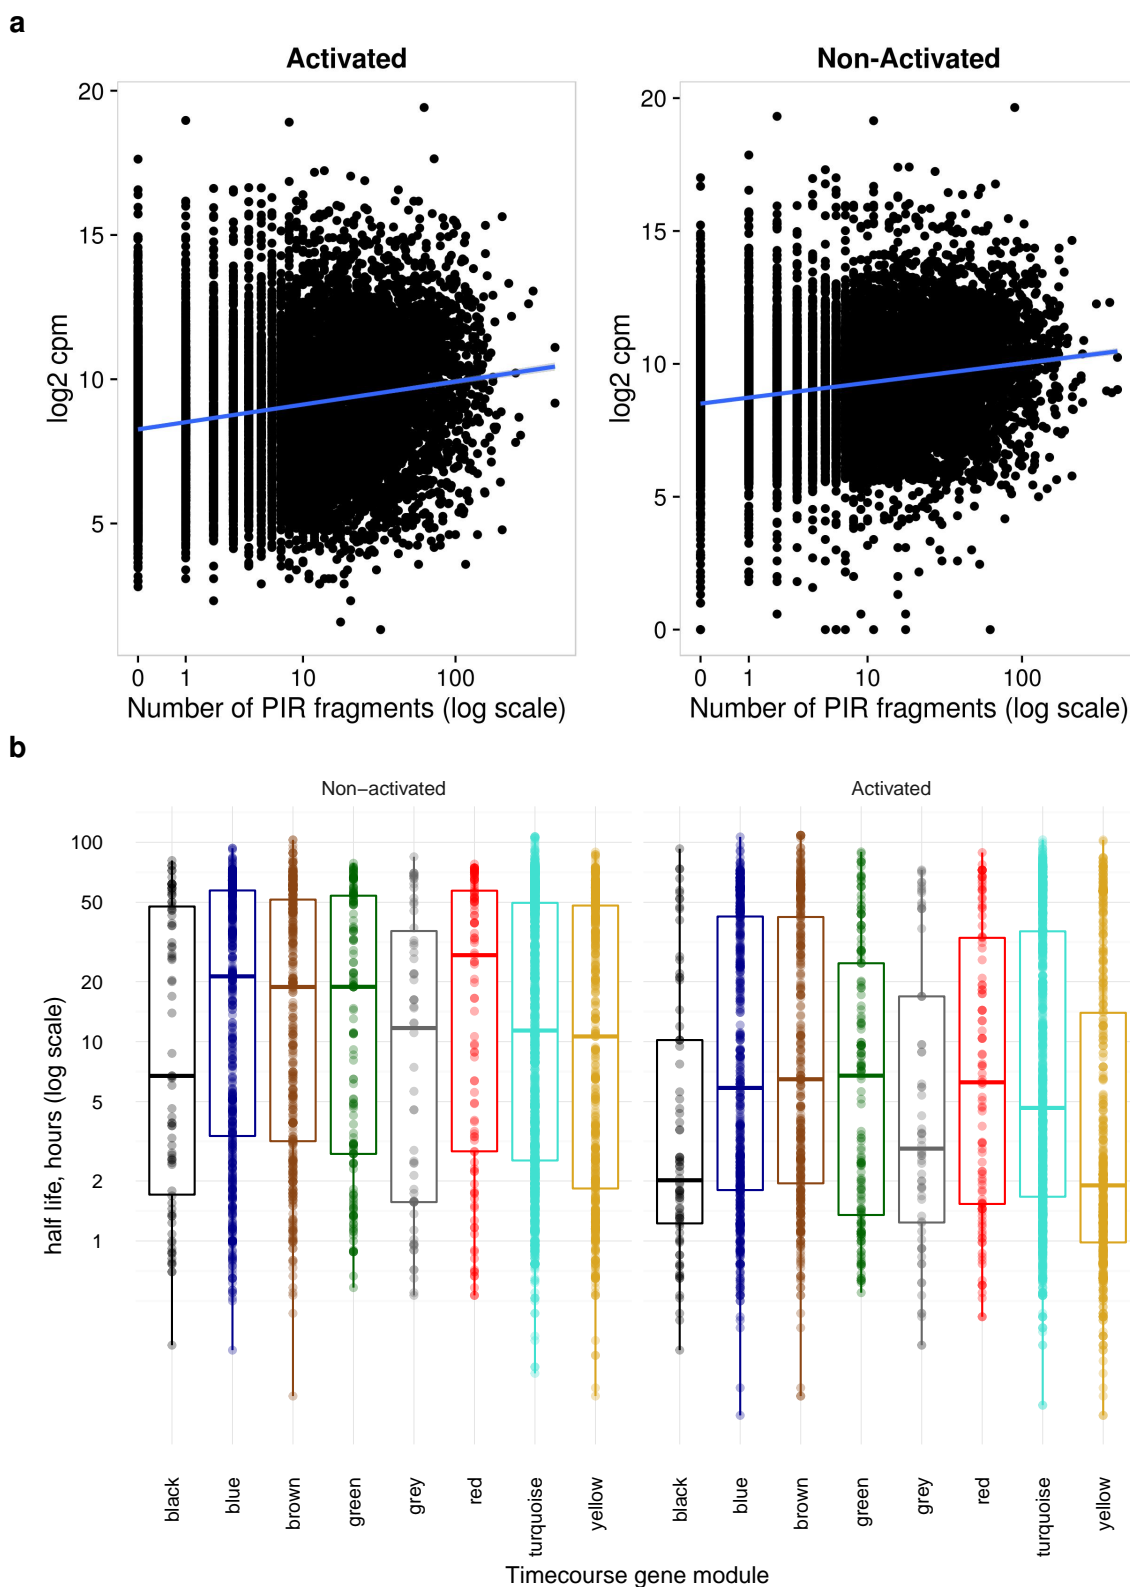 a
Activated
Non-Activated
20
15
10
5
log2 cpm
0 1 10 100
Number of PIR fragments (log scale)
20
15
10
5
0
log2 cpm
0 1 10 100
Number of PIR fragments (log scale)
b
Non−activated
Activated
100
50
20
10
5
2
1
half life, hours (log scale)
black
blue
brown
green
grey
red
turquoise
yellow
black
blue
brown
green
grey
red
turquoise
yellow
Timecourse gene module